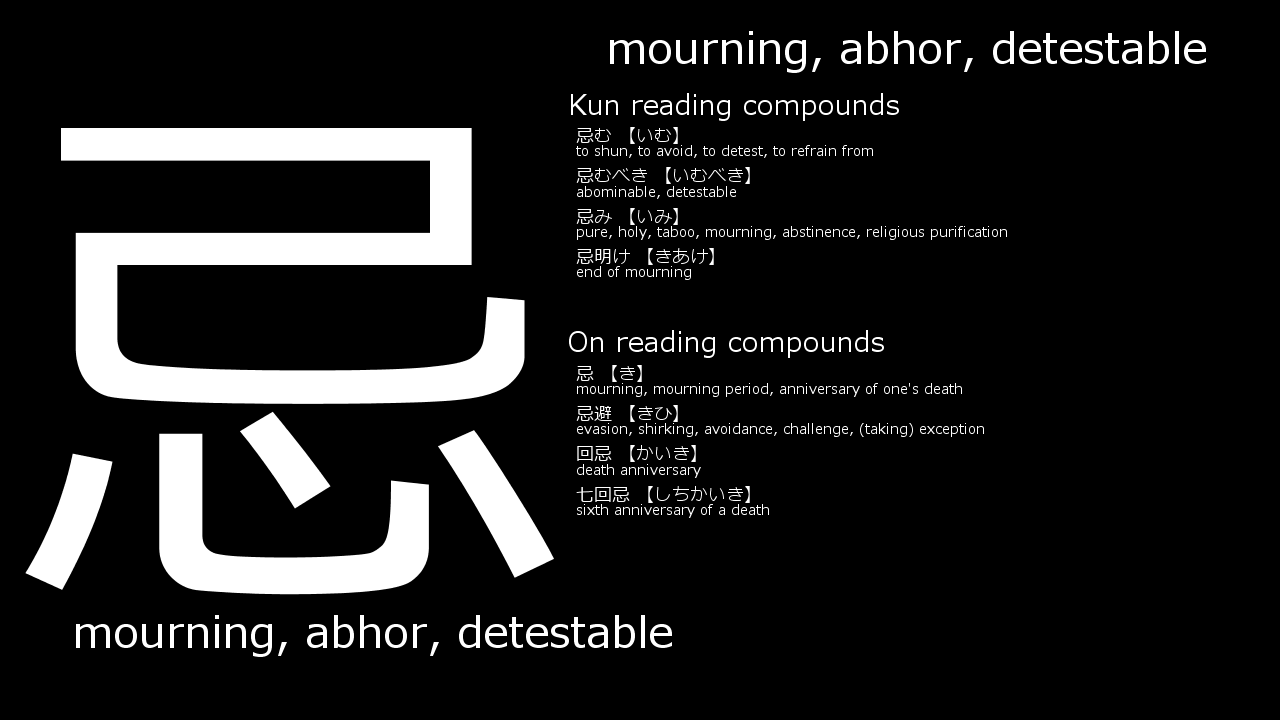 忌
mourning, abhor, detestable
mourning, abhor, detestable
Kun reading compounds
忌む 【いむ】
to shun, to avoid, to detest, to refrain from
忌むべき 【いむべき】
abominable, detestable
忌み 【いみ】
pure, holy, taboo, mourning, abstinence, religious purification
忌明け 【きあけ】
end of mourning
On reading compounds
忌 【き】
mourning, mourning period, anniversary of one's death
忌避 【きひ】
evasion, shirking, avoidance, challenge, (taking) exception
回忌 【かいき】
death anniversary
七回忌 【しちかいき】
sixth anniversary of a death